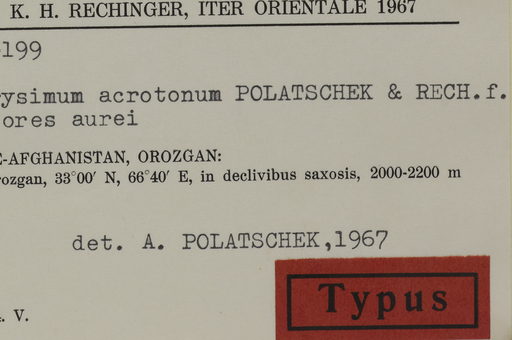 K. H. RECHINGER, ITER ORIENTALE 1967
199
ysimum acrotonum POLATSCHEK & RECH.f.
ores aurei
E-AFGHANISTAN, OROZGAN:
rozgan, 33°00' N, 66°40' E, in declivibus saxosis, 2000-2200 m
det. A. POLATSCHEK,1967
Typus
. V.